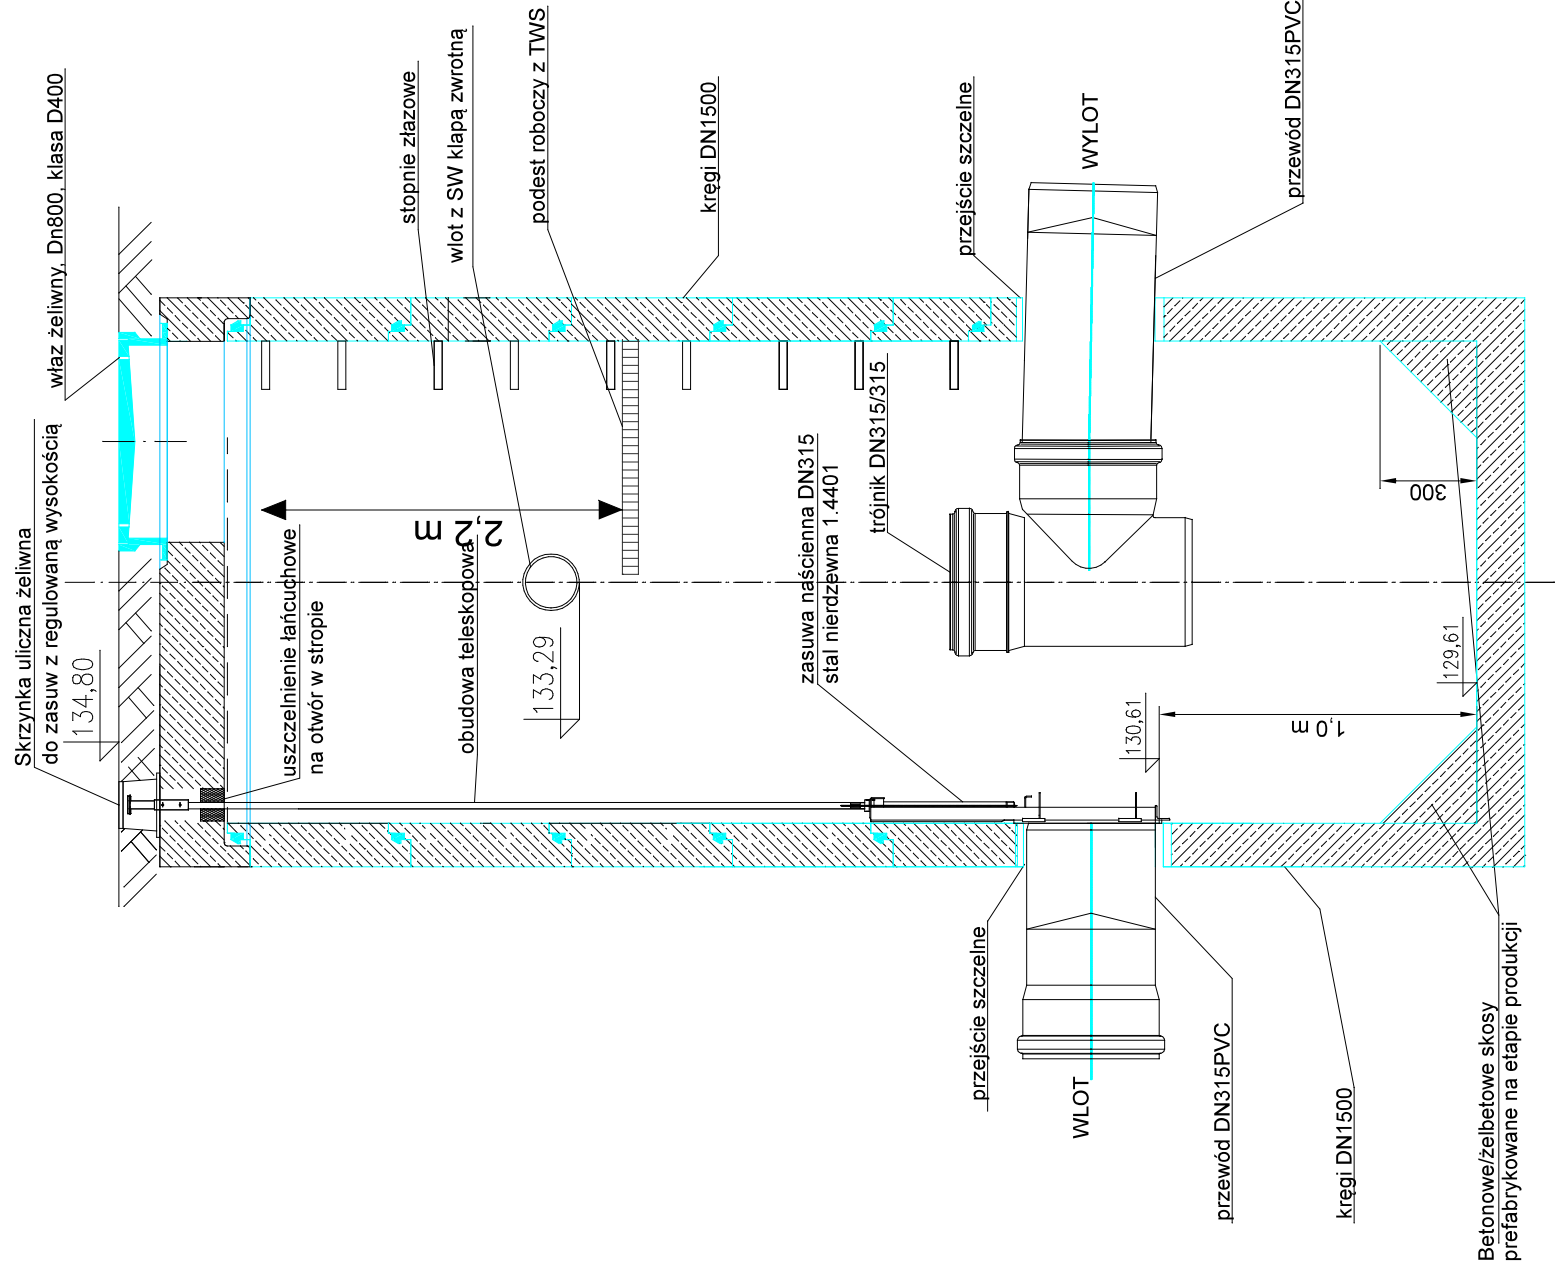 Skrzynka uliczna żeliwna
do zasuw z regulowaną wysokością
134,80
właz żeliwny, Dn800, klasa D400
uszczelnienie łańcuchowe
na otwór w stropie
2,2 m
stopnie złazowe
wlot z SW klapą zwrotną
obudowa teleskopowa
podest roboczy z TWS
133,29
kręgi DN1500
zasuwa naścienna DN315
stal nierdzewna 1.4401
trójnik DN315/315
przejście szczelne
przejście szczelne
WYLOT
WLOT
130,61
przewód DN315PVC
przewód DN315PVC
1,0 m
kręgi DN1500
300
129,61
Betonowe/żelbetowe skosy
prefabrykowane na etapie produkcji